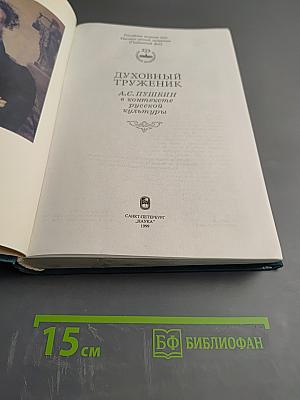 ДУХОВНЫЙ
ТРУЖЕНИК
А.С.ПУШКИН
в контексте
русской
культуры
САНКТ-ПЕТЕРБУРГ
"НАУКА"
1999
15 см
БФ БИБЛИОФАН